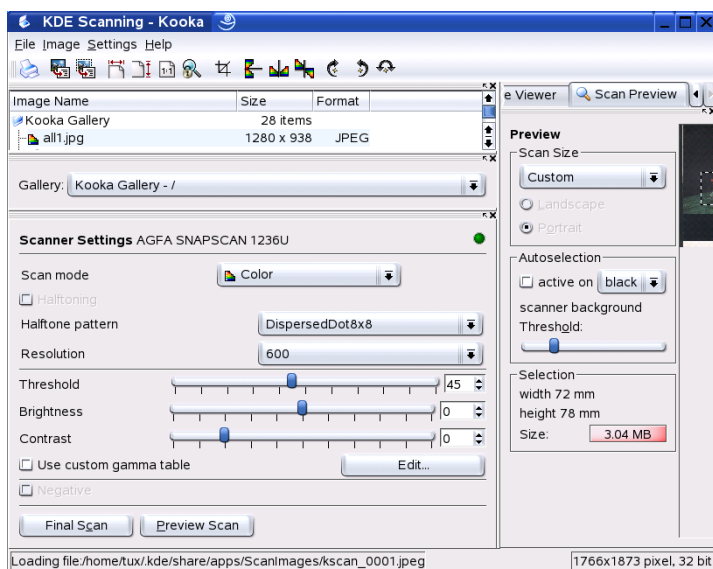 KDE Scanning - Kooka
File Image Settings Help
1:1
Image Name Size Format
Kooka Gallery 28 items
all1.jpg 1280 x 938 JPEG
Gallery: Kooka Gallery - /
Scanner Settings AGFA SNAPSCAN 1236U
Scan mode Color
Halftoning
Halftone pattern DispersedDot8x8
Resolution 600
Threshold 45
Brightness 0
Contrast 0
Use custom gamma table Edit...
Negative
Final Scan Preview Scan
e Viewer Scan Preview
Preview
Scan Size
Custom
Landscape
Portrait
Autoselection
active on black
scanner background
Threshold:
Selection
width 72 mm
height 78 mm
Size: 3.04 MB
Loading file:/home/tux/.kde/share/apps/ScanImages/kscan_0001.jpeg 1766x1873 pixel, 32 bit